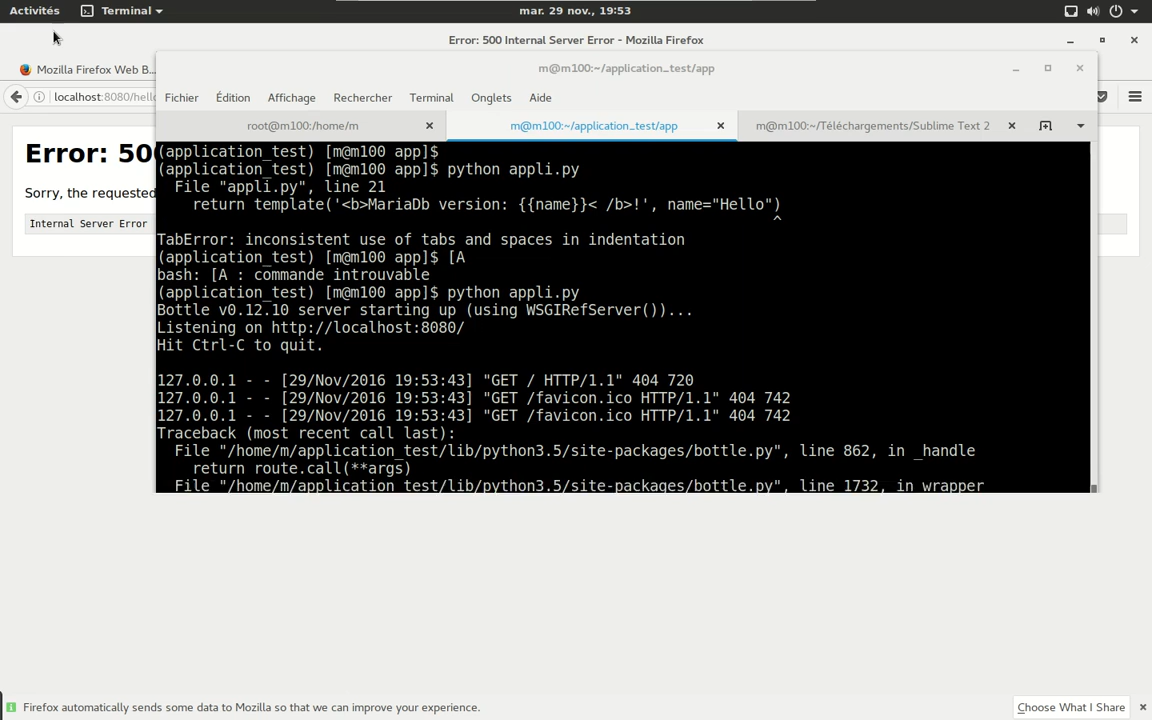 Activités
Terminal
mar. 29 nov., 19:53
Error: 500 Internal Server Error - Mozilla Firefox
Mozilla Firefox Web B...
m@m100:~/application_test/app
localhost:8080/hello
Fichier Édition Affichage Rechercher Terminal Onglets Aide
root@m100:/home/m
m@m100:~/application_test/app
m@m100:~/Téléchargements/Sublime Text 2
Error: 500
Sorry, the requested
Internal Server Error
(application_test) [m@m100 app]$
(application_test) [m@m100 app]$ python appli.py
File "appli.py", line 21
return template('<b>MariaDb version: {{name}}< /b>!', name="Hello")
^
TabError: inconsistent use of tabs and spaces in indentation
(application_test) [m@m100 app]$ [A
bash: [A : commande introuvable
(application_test) [m@m100 app]$ python appli.py
Bottle v0.12.10 server starting up (using WSGIRefServer())...
Listening on http://localhost:8080/
Hit Ctrl-C to quit.
127.0.0.1 - - [29/Nov/2016 19:53:43] "GET / HTTP/1.1" 404 720
127.0.0.1 - - [29/Nov/2016 19:53:43] "GET /favicon.ico HTTP/1.1" 404 742
127.0.0.1 - - [29/Nov/2016 19:53:43] "GET /favicon.ico HTTP/1.1" 404 742
Traceback (most recent call last):
File "/home/m/application_test/lib/python3.5/site-packages/bottle.py", line 862, in _handle
return route.call(**args)
File "/home/m/application_test/lib/python3.5/site-packages/bottle.py", line 1732, in wrapper
Firefox automatically sends some data to Mozilla so that we can improve your experience.
Choose What I Share